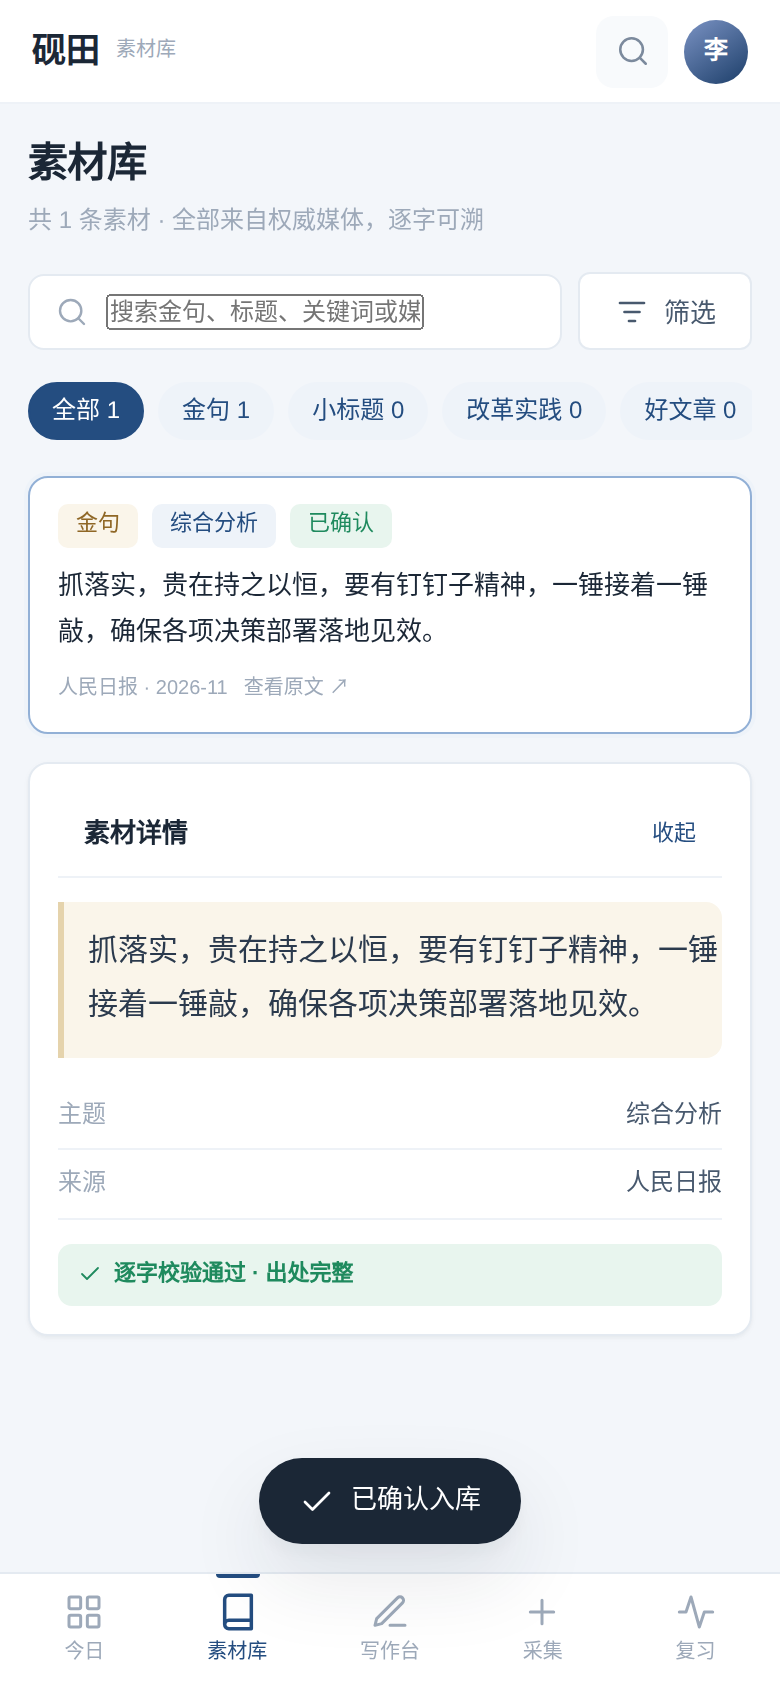 砚田 素材库 李
素材库
共 1 条素材 · 全部来自权威媒体，逐字可溯
搜索金句、标题、关键词或媒 筛选
全部 1 金句 1 小标题 0 改革实践 0 好文章 0
金句 综合分析 已确认
抓落实，贵在持之以恒，要有钉钉子精神，一锤接着一锤
敲，确保各项决策部署落地见效。
人民日报 · 2026-11 查看原文 ↗
素材详情 收起
抓落实，贵在持之以恒，要有钉钉子精神，一锤
接着一锤敲，确保各项决策部署落地见效。
主题 综合分析
来源 人民日报
逐字校验通过 · 出处完整
已确认入库
今日 素材库 写作台 采集 复习